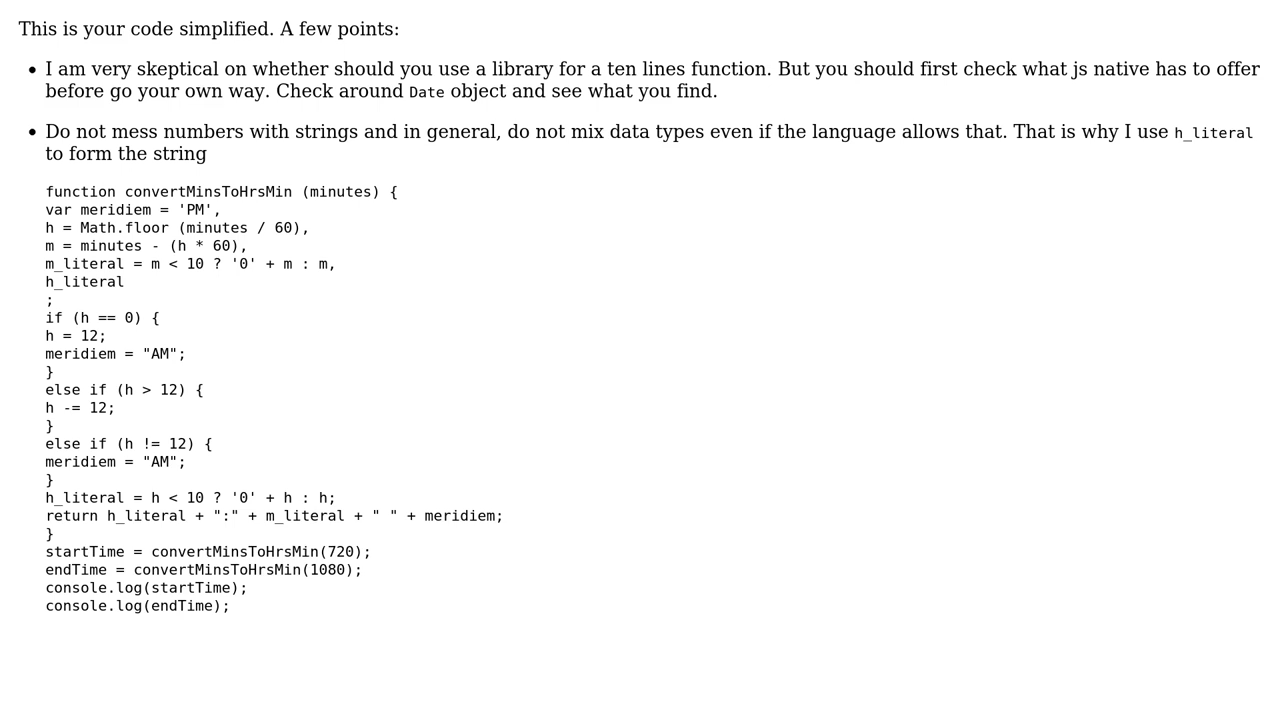 This is your code simplified. A few points:
I am very skeptical on whether should you use a library for a ten lines function. But you should first check what js native has to offer
before go your own way. Check around Date object and see what you find.
Do not mess numbers with strings and in general, do not mix data types even if the language allows that. That is why I use h_literal
to form the string
function convertMinsToHrsMin (minutes) {
var meridiem = 'PM',
h = Math.floor (minutes / 60),
m = minutes - (h * 60),
m_literal = m < 10 ? '0' + m : m,
h_literal
;
if (h == 0) {
h = 12;
meridiem = "AM";
}
else if (h > 12) {
h -= 12;
}
else if (h != 12) {
meridiem = "AM";
}
h_literal = h < 10 ? '0' + h : h;
return h_literal + ":" + m_literal + " " + meridiem;
}
startTime = convertMinsToHrsMin(720);
endTime = convertMinsToHrsMin(1080);
console.log(startTime);
console.log(endTime);